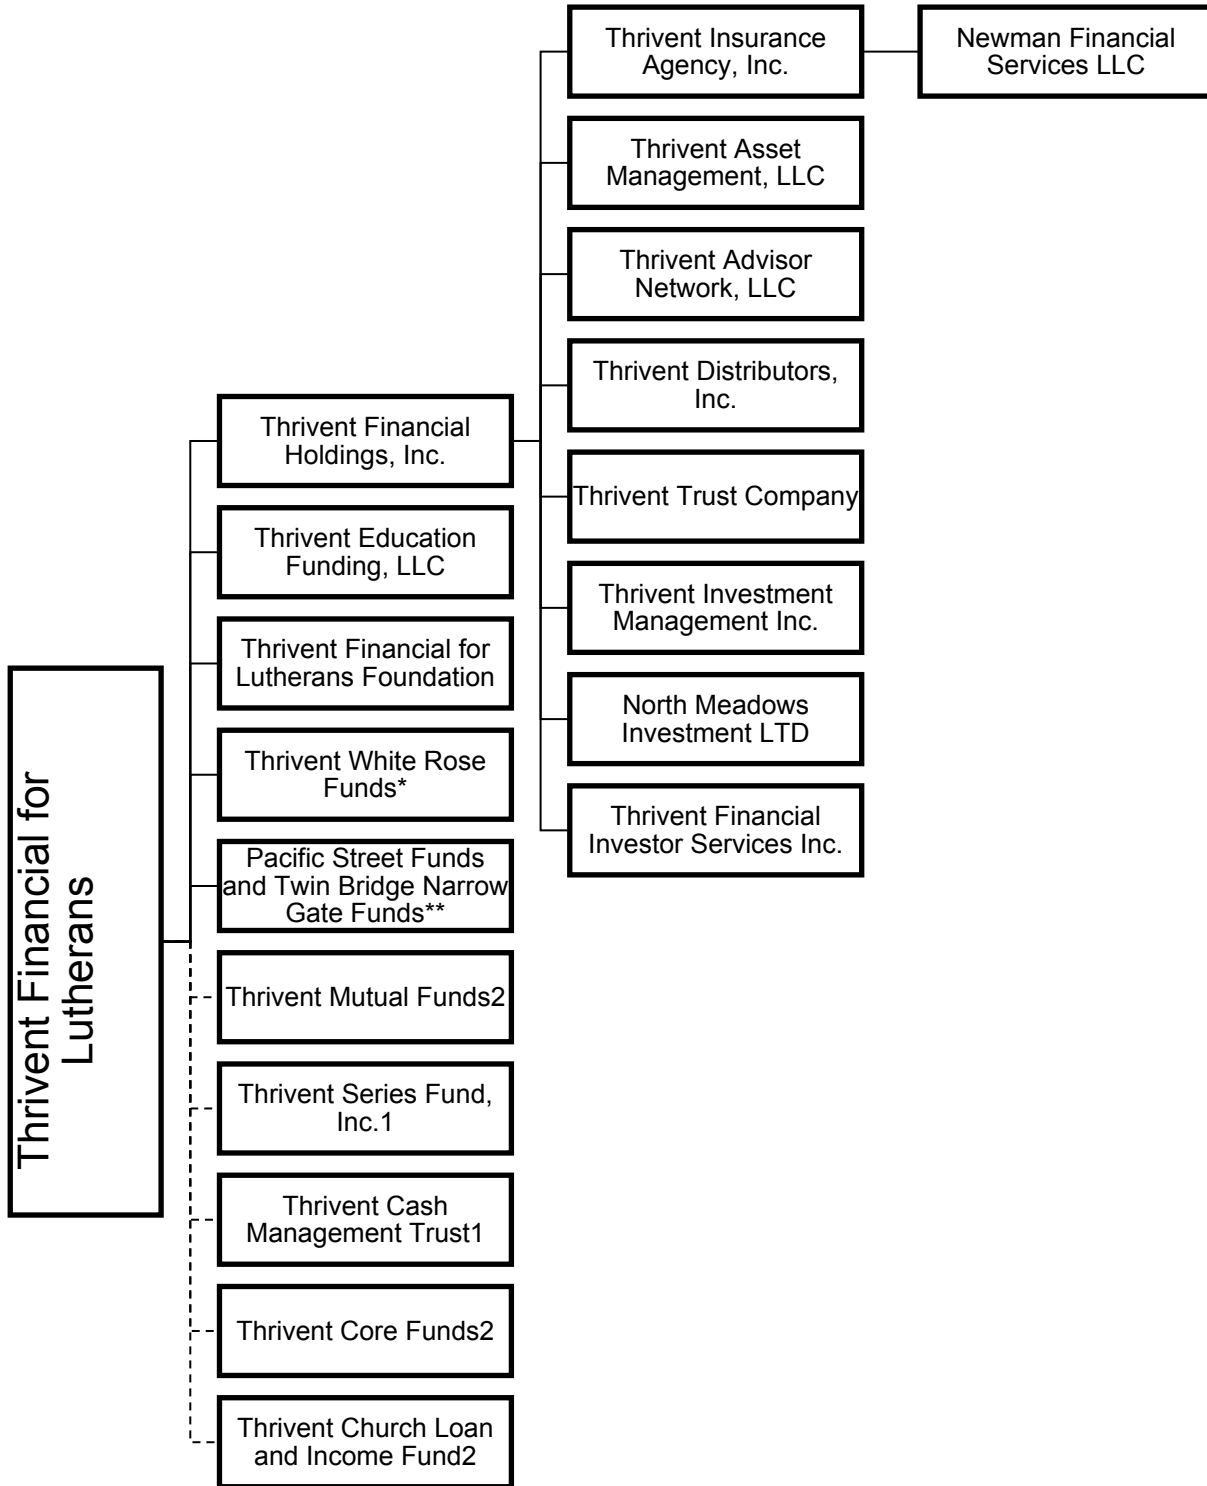 Thrivent Financial for
Lutherans
Thrivent Financial
Holdings, Inc.
Thrivent Education
Funding, LLC
Thrivent Financial for
Lutherans Foundation
Thrivent White Rose
Funds*
Pacific Street Funds
and Twin Bridge Narrow
Gate Funds**
Thrivent Mutual Funds2
Thrivent Series Fund,
Inc.1
Thrivent Cash
Management Trust1
Thrivent Core Funds2
Thrivent Church Loan
and Income Fund2
Thrivent Insurance
Agency, Inc.
Thrivent Asset
Management, LLC
Thrivent Advisor
Network, LLC
Thrivent Distributors,
Inc.
Thrivent Trust Company
Thrivent Investment
Management Inc.
North Meadows
Investment LTD
Thrivent Financial
Investor Services Inc.
Newman Financial
Services LLC